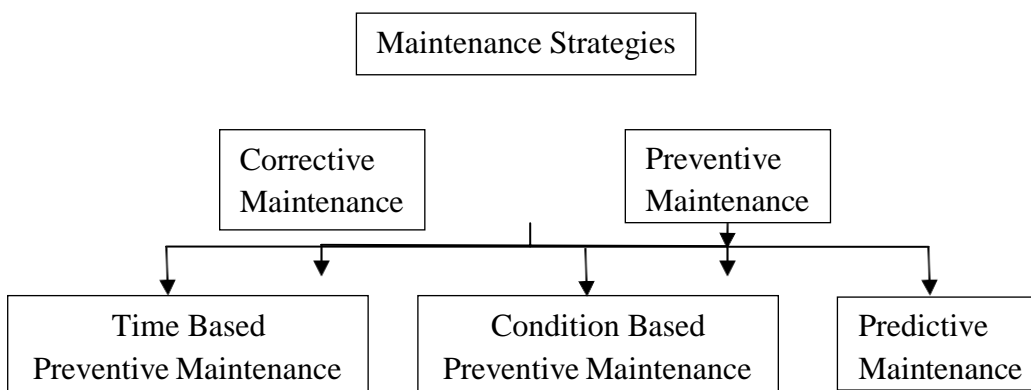 Maintenance Strategies
Corrective
Maintenance
Preventive
Maintenance
Time Based
Preventive Maintenance
Condition Based
Preventive Maintenance
Predictive
Maintenance